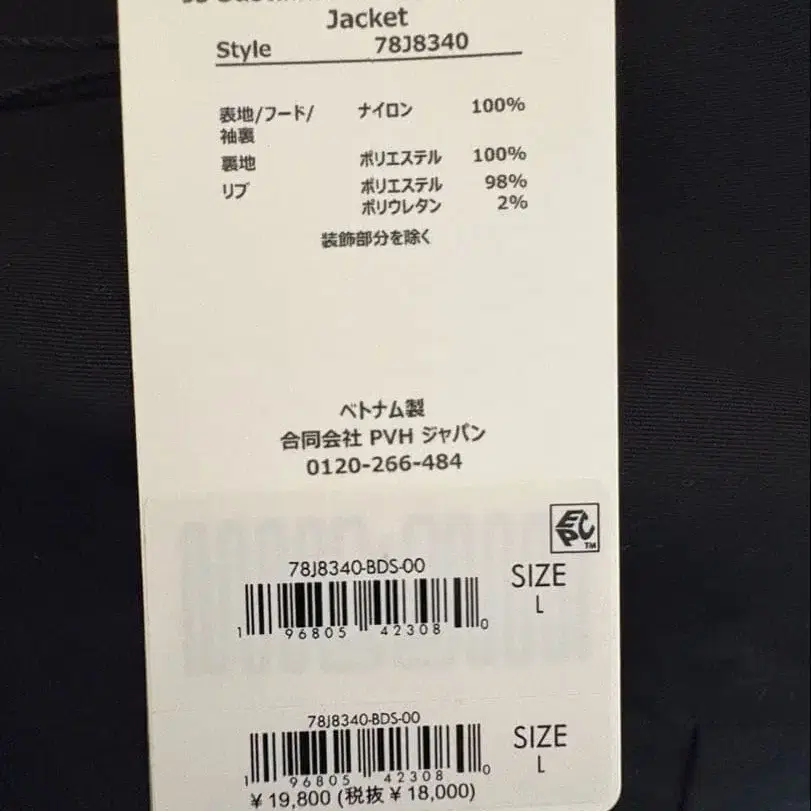 Jacket
Style 78J8340
表地/フード/ ナイロン 100%
袖裏
裏地 ポリエステル 100%
リブ ポリエステル 98%
ポリウレタン 2%
装飾部分を除く
ベトナム製
合同会社 PVH ジャパン
0120-266-484
EPC TM
78J8340-BDS-00
SIZE
L
1 96805 42308 0
78J8340-BDS-00
SIZE
L
1 96805 42308 0
¥ 19,800 (税抜 ¥ 18,000)